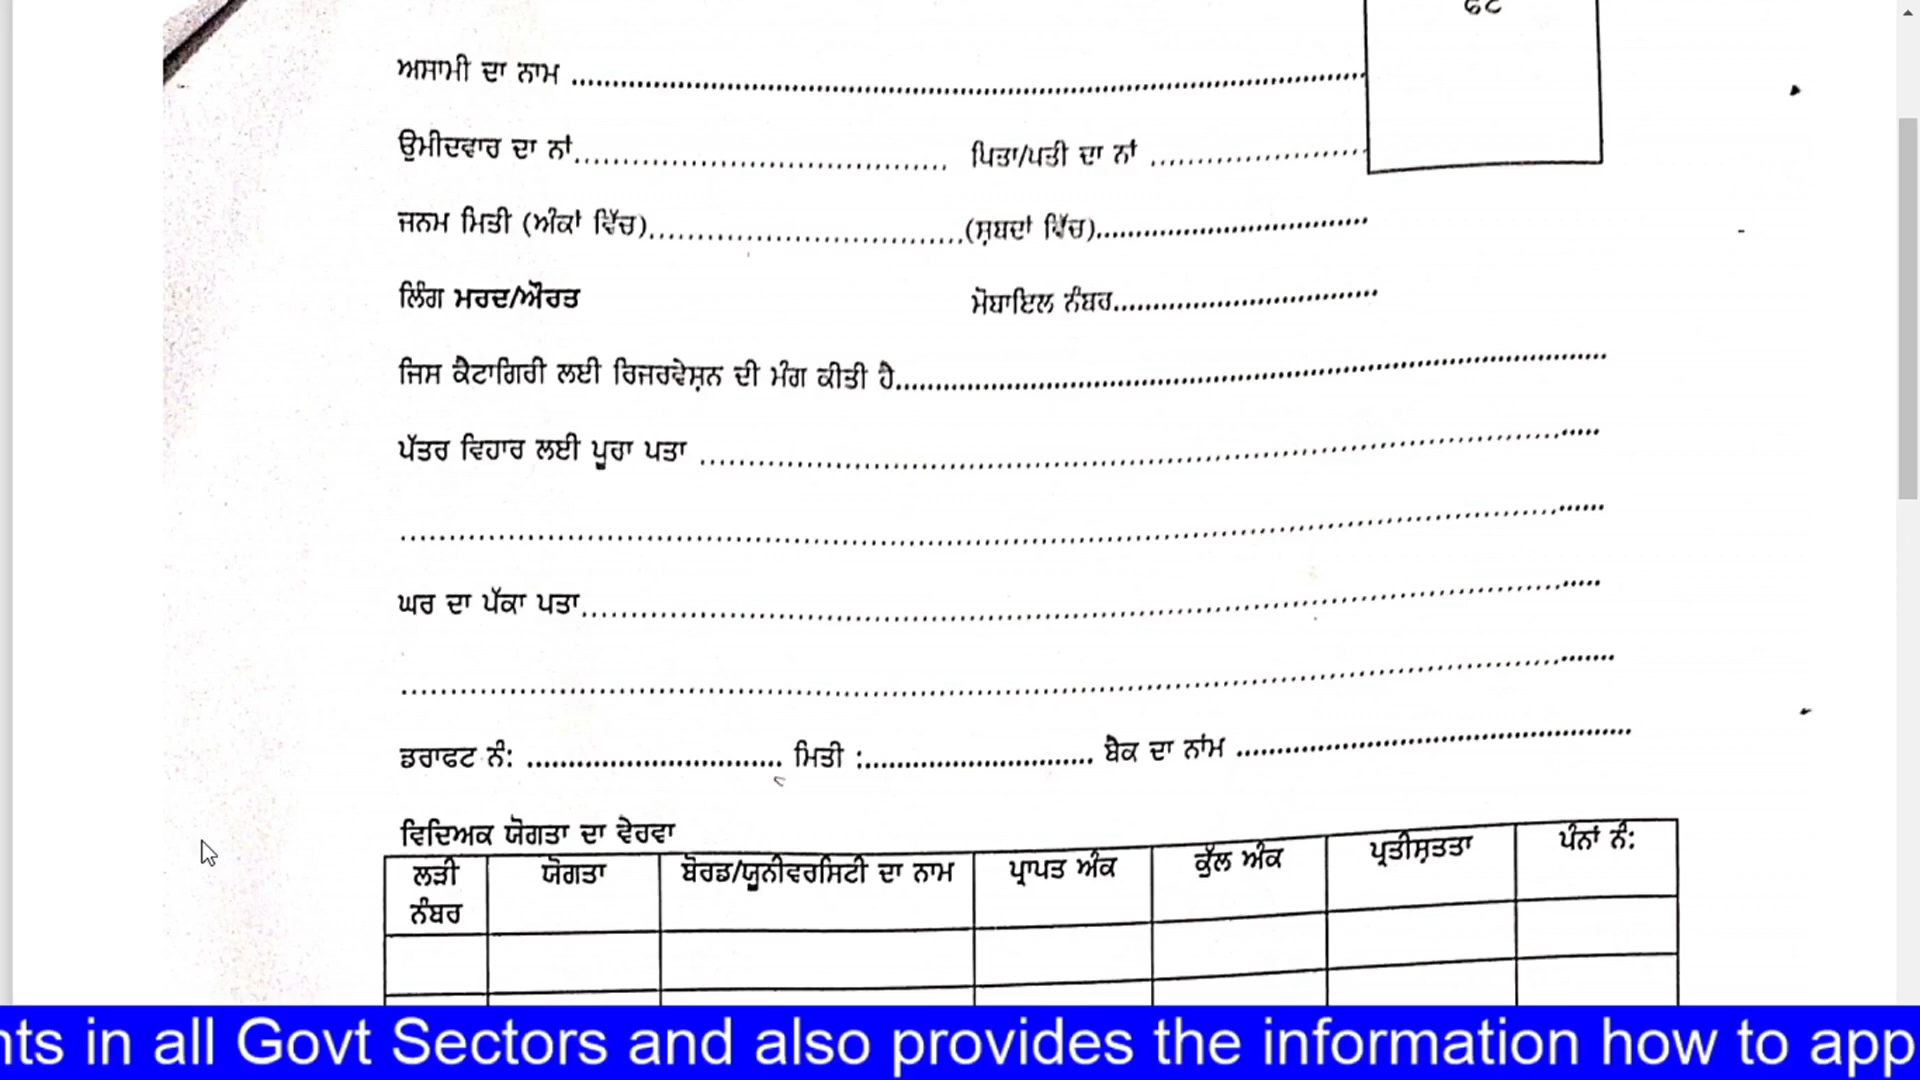 ਅਸਾਮੀ ਦਾ ਨਾਮ ........................................
ਉਮੀਦਵਾਰ ਦਾ ਨਾਂ........................................ ਪਿਤਾ/ਪਤੀ ਦਾ ਨਾਂ ........................
ਜਨਮ ਮਿਤੀ (ਅੰਕਾਂ ਵਿੱਚ)................................(ਸ਼ਬਦਾਂ ਵਿੱਚ)................................
ਲਿੰਗ ਮਰਦ/ਔਰਤ ਮੋਬਾਇਲ ਨੰਬਰ................................
ਜਿਸ ਕੈਟਾਗਿਰੀ ਲਈ ਰਿਜਰਵੇਸ਼ਨ ਦੀ ਮੰਗ ਕੀਤੀ ਹੈ................................
ਪੱਤਰ ਵਿਹਾਰ ਲਈ ਪੂਰਾ ਪਤਾ ........................................
................................................................
ਘਰ ਦਾ ਪੱਕਾ ਪਤਾ................................................
................................................................
ਡਰਾਫਟ ਨੰ: ............................... ਮਿਤੀ :............................ ਬੈਕ ਦਾ ਨਾਂਮ ................................
ਵਿਦਿਅਕ ਯੋਗਤਾ ਦਾ ਵੇਰਵਾ
ਲੜੀ ਨੰਬਰ ਯੋਗਤਾ ਬੋਰਡ/ਯੂਨੀਵਰਸਿਟੀ ਦਾ ਨਾਮ ਪ੍ਰਾਪਤ ਅੰਕ ਕੁੱਲ ਅੰਕ ਪ੍ਰਤੀਸ਼ਤਤਾ ਪੰਨਾਂ ਨੰ:
in all Govt Sectors and also provides the information how to